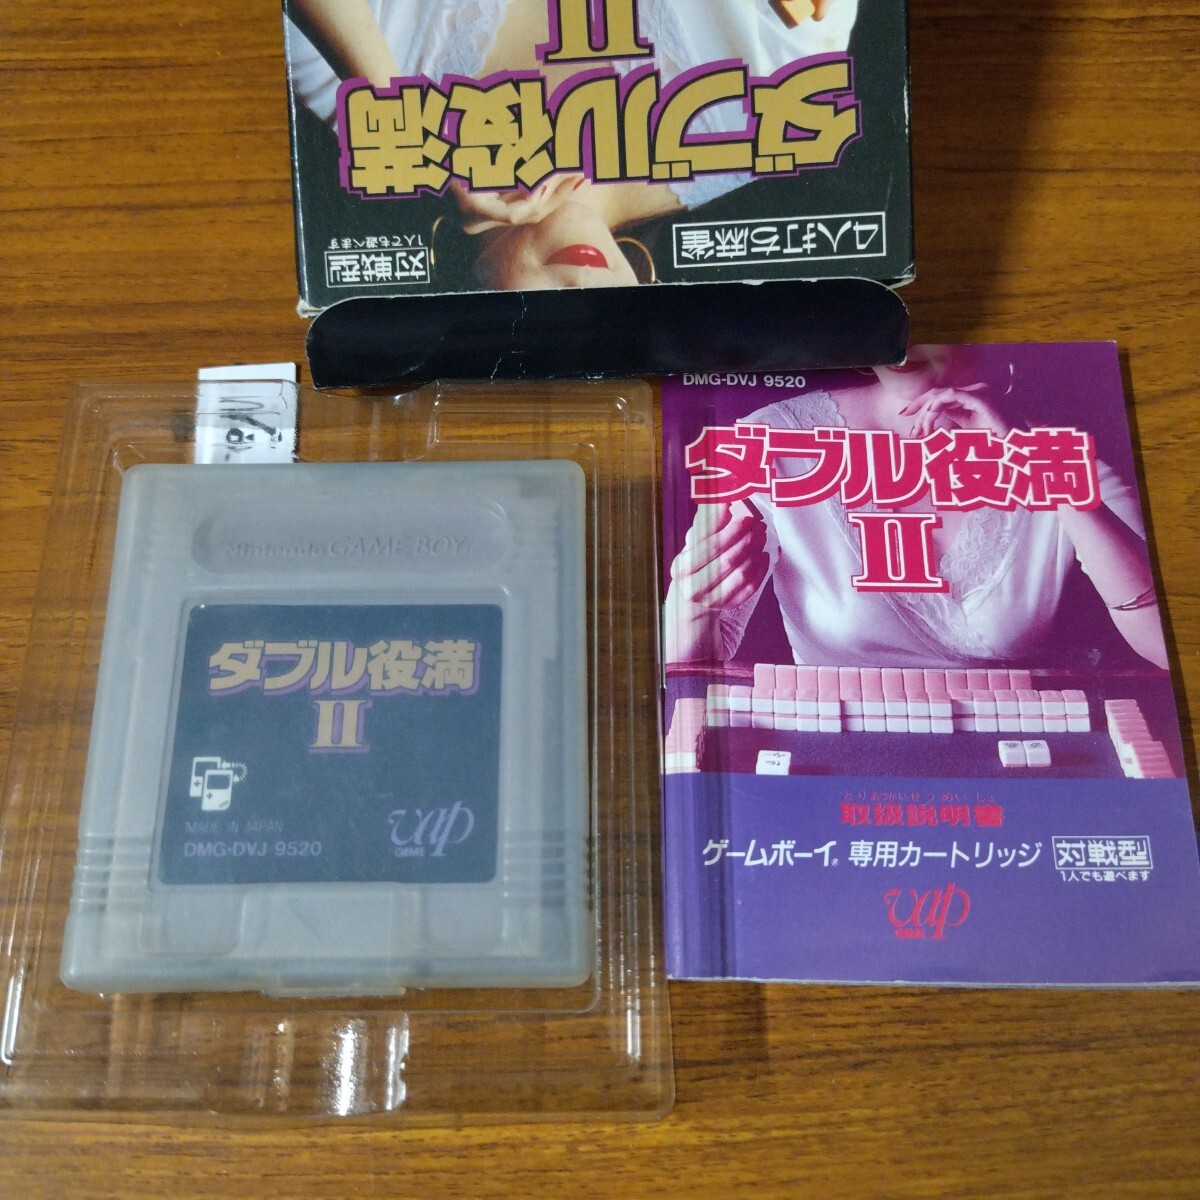 ダブル役満
II
4人打ち麻雀
対戦型
1人でも遊べます
Nintendo GAME BOY
ダブル役満
II
MADE IN JAPAN
DMG-DVJ 9520
vap
GAME
DMG-DVJ 9520
ダブル役満
II
とりあつかいせつめいしょ
取扱説明書
ゲームボーイ® 専用カートリッジ 対戦型
1人でも遊べます
vap
GAME